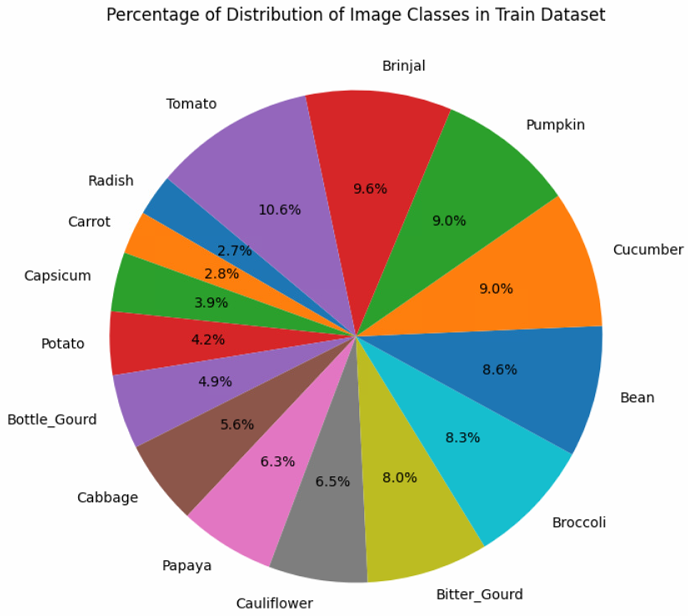 Percentage of Distribution of Image Classes in Train Dataset
Brinjal
Tomato
Pumpkin
Radish
Carrot
Cucumber
Capsicum
Potato
Bean
Bottle_Gourd
Cabbage
Broccoli
Papaya
Bitter_Gourd
Cauliflower
9.6%
10.6%
9.0%
2.7%
2.8%
9.0%
3.9%
4.2%
8.6%
4.9%
5.6%
8.3%
6.3%
8.0%
6.5%